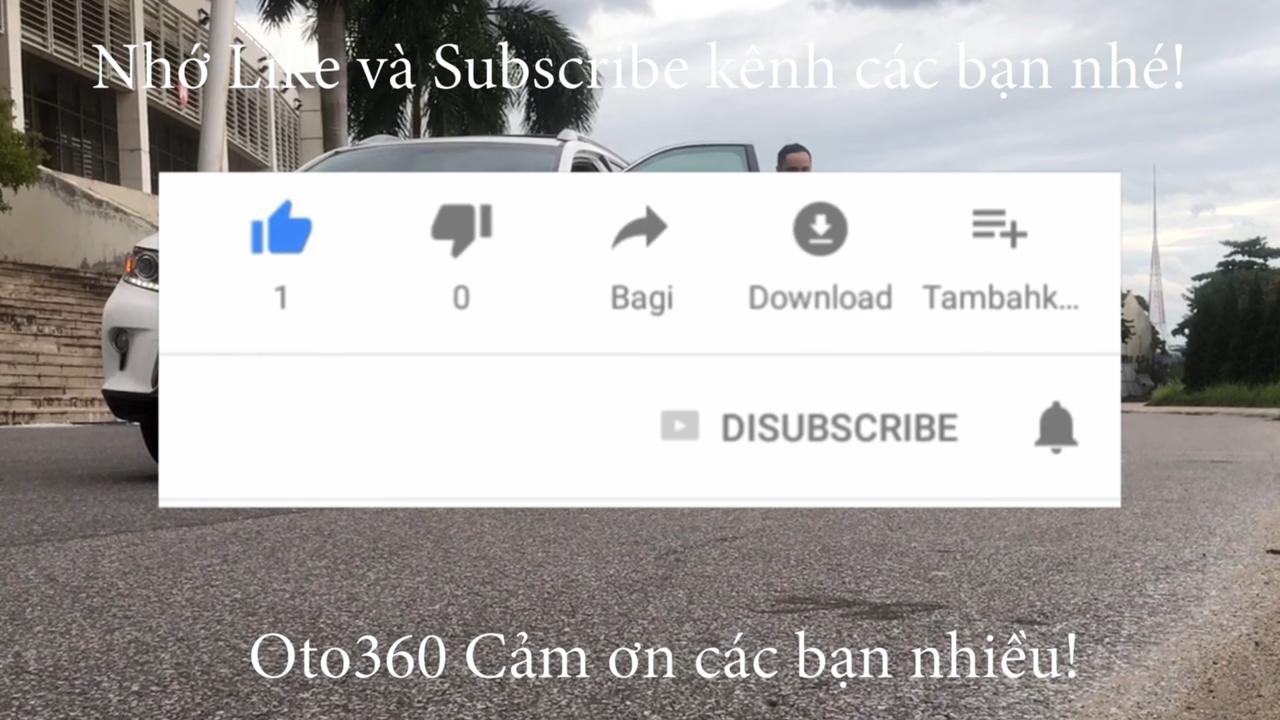 Nhớ Like và Subscribe kênh các bạn nhé!
1
0
Bagi
Download
Tambahk...
DISUBSCRIBE
Oto360 Cảm ơn các bạn nhiều!